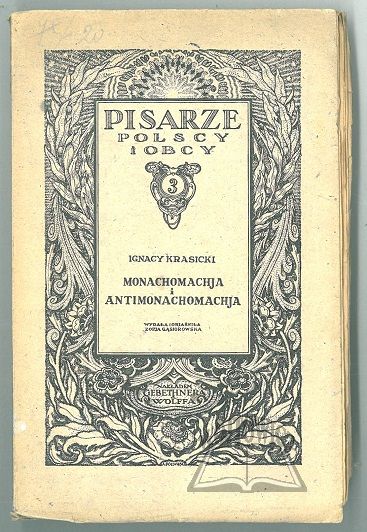 PISARZE
POLSCY
I OBCY
3
IGNACY KRASICKI
MONACHOMACHJA
i
ANTIMONACHOMACHJA
WYDAŁA I OBJAŚNIŁA
ZOFJA GĄSIOROWSKA
NAKŁADEM
GEBETHNERA
I WOLFFA